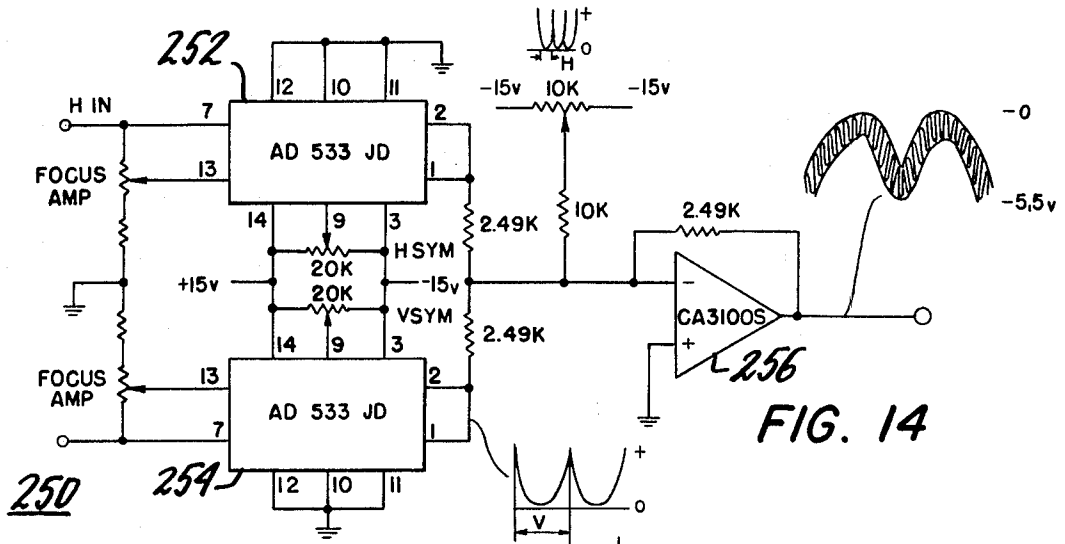 +
0
H
252
12 10 11
-15v 10K -15v
H IN
7
2
AD 533 JD
-0
FOCUS
AMP
13
1
14 9 3
2.49K
10K
2.49K
-5.5v
H SYM
20K
+15v
-15v
20K
V SYM
-
CA3100S
+
14 9 3
2.49K
256
FOCUS
AMP
13
2
AD 533 JD
7
1
FIG. 14
254
12 10 11
250
+
V
0